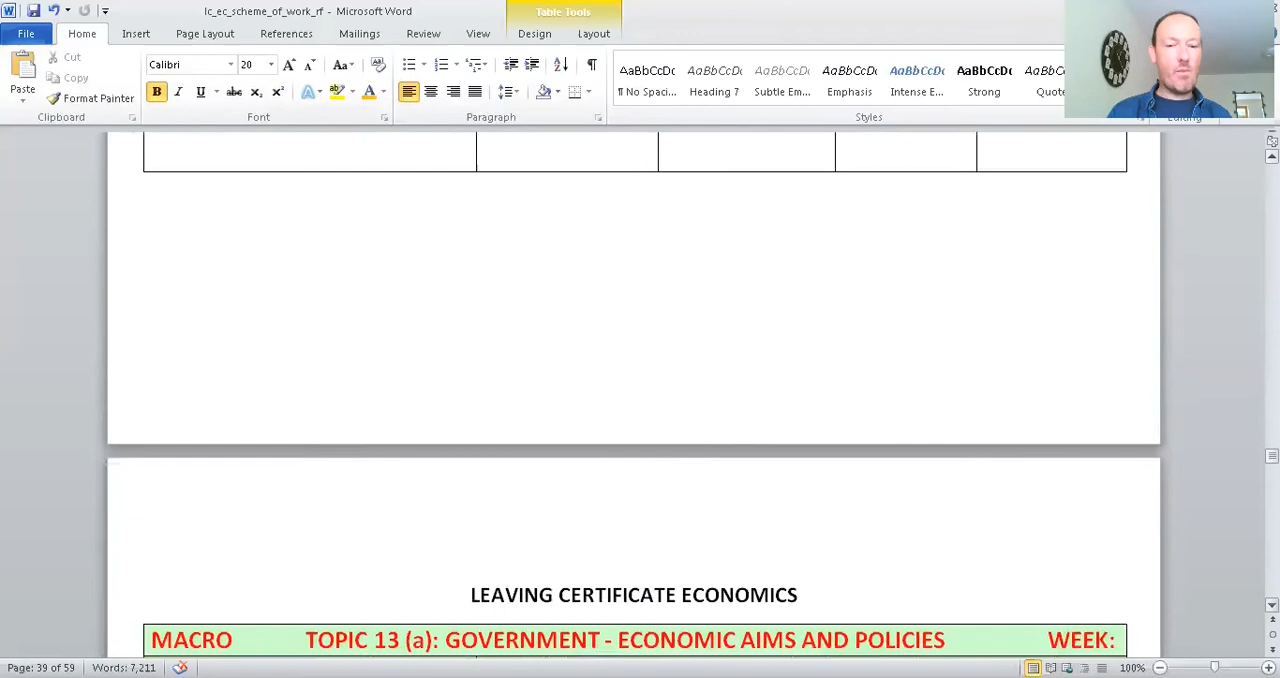 lc_ec_scheme_of_work_rf - Microsoft Word
Table Tools
File Home Insert Page Layout References Mailings Review View Design Layout
Cut
Copy
Format Painter
Paste
Clipboard
Calibri 20
Font
Paragraph
AaBbCcDc AaBbCcDc AaBbCcDc AaBbCcDc AaBbCcDc AaBbCcDc
¶ No Spaci... Heading 7 Subtle Em... Emphasis Intense E... Strong Quote
Styles
LEAVING CERTIFICATE ECONOMICS
MACRO TOPIC 13 (a): GOVERNMENT - ECONOMIC AIMS AND POLICIES WEEK:
Page: 39 of 59 Words: 7,211 100%